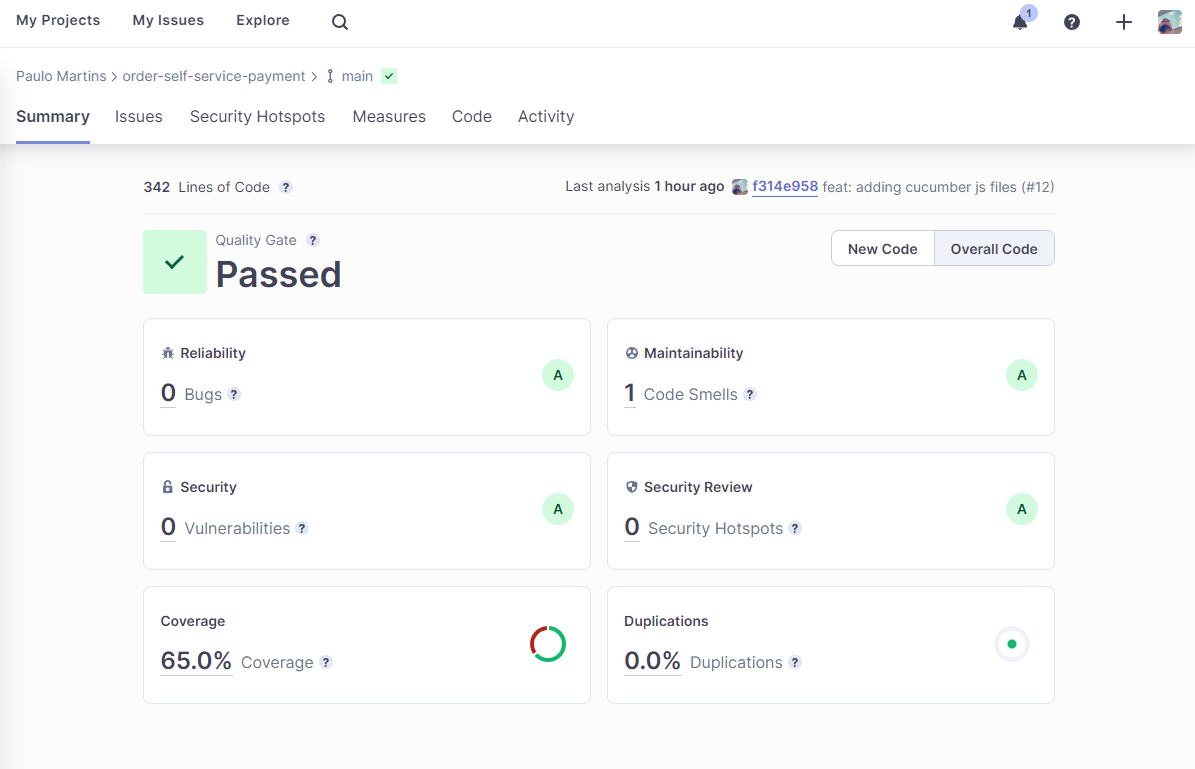 My Projects My Issues Explore 1 ?
Paulo Martins > order-self-service-payment > main
Summary Issues Security Hotspots Measures Code Activity
342 Lines of Code ? Last analysis 1 hour ago f314e958 feat: adding cucumber js files (#12)
Quality Gate ?
Passed
New Code Overall Code
Reliability
0 Bugs ?
A
Maintainability
1 Code Smells ?
A
Security
0 Vulnerabilities ?
A
Security Review
0 Security Hotspots ?
A
Coverage
65.0% Coverage ?
Duplications
0.0% Duplications ?